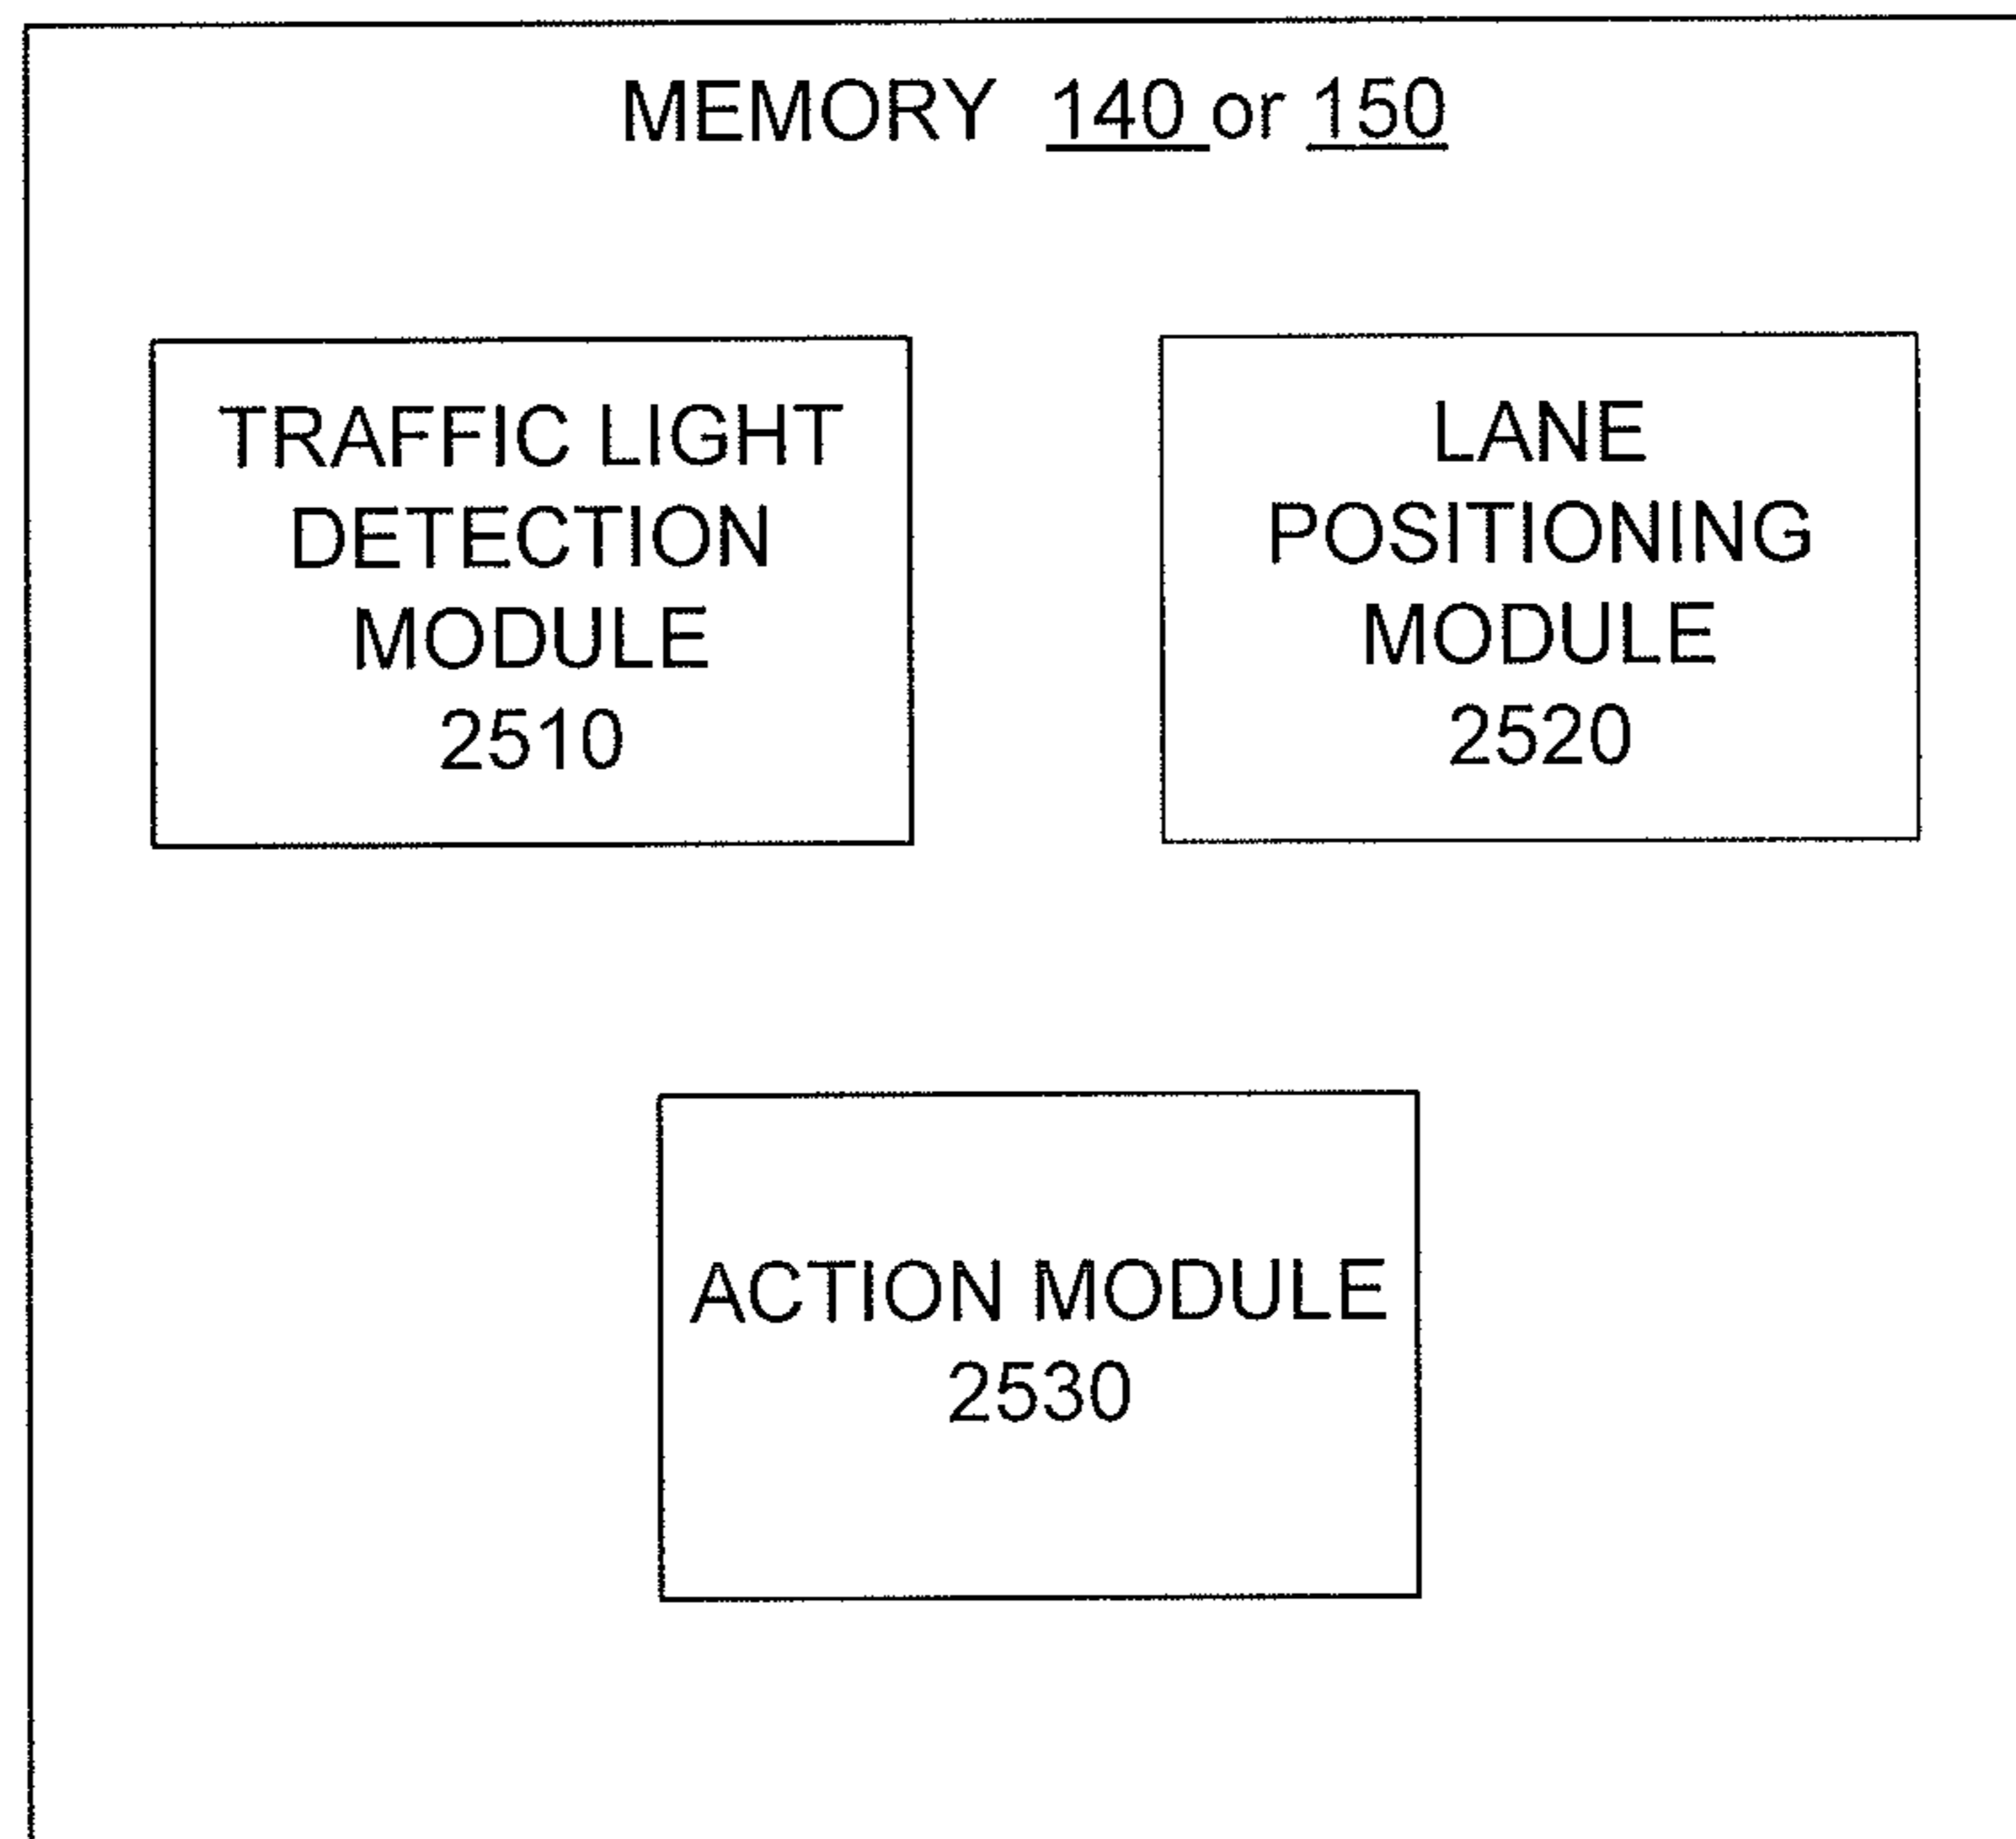 MEMORY 140 or 150
TRAFFIC LIGHT
DETECTION
MODULE
2510
LANE
POSITIONING
MODULE
2520
ACTION MODULE
2530